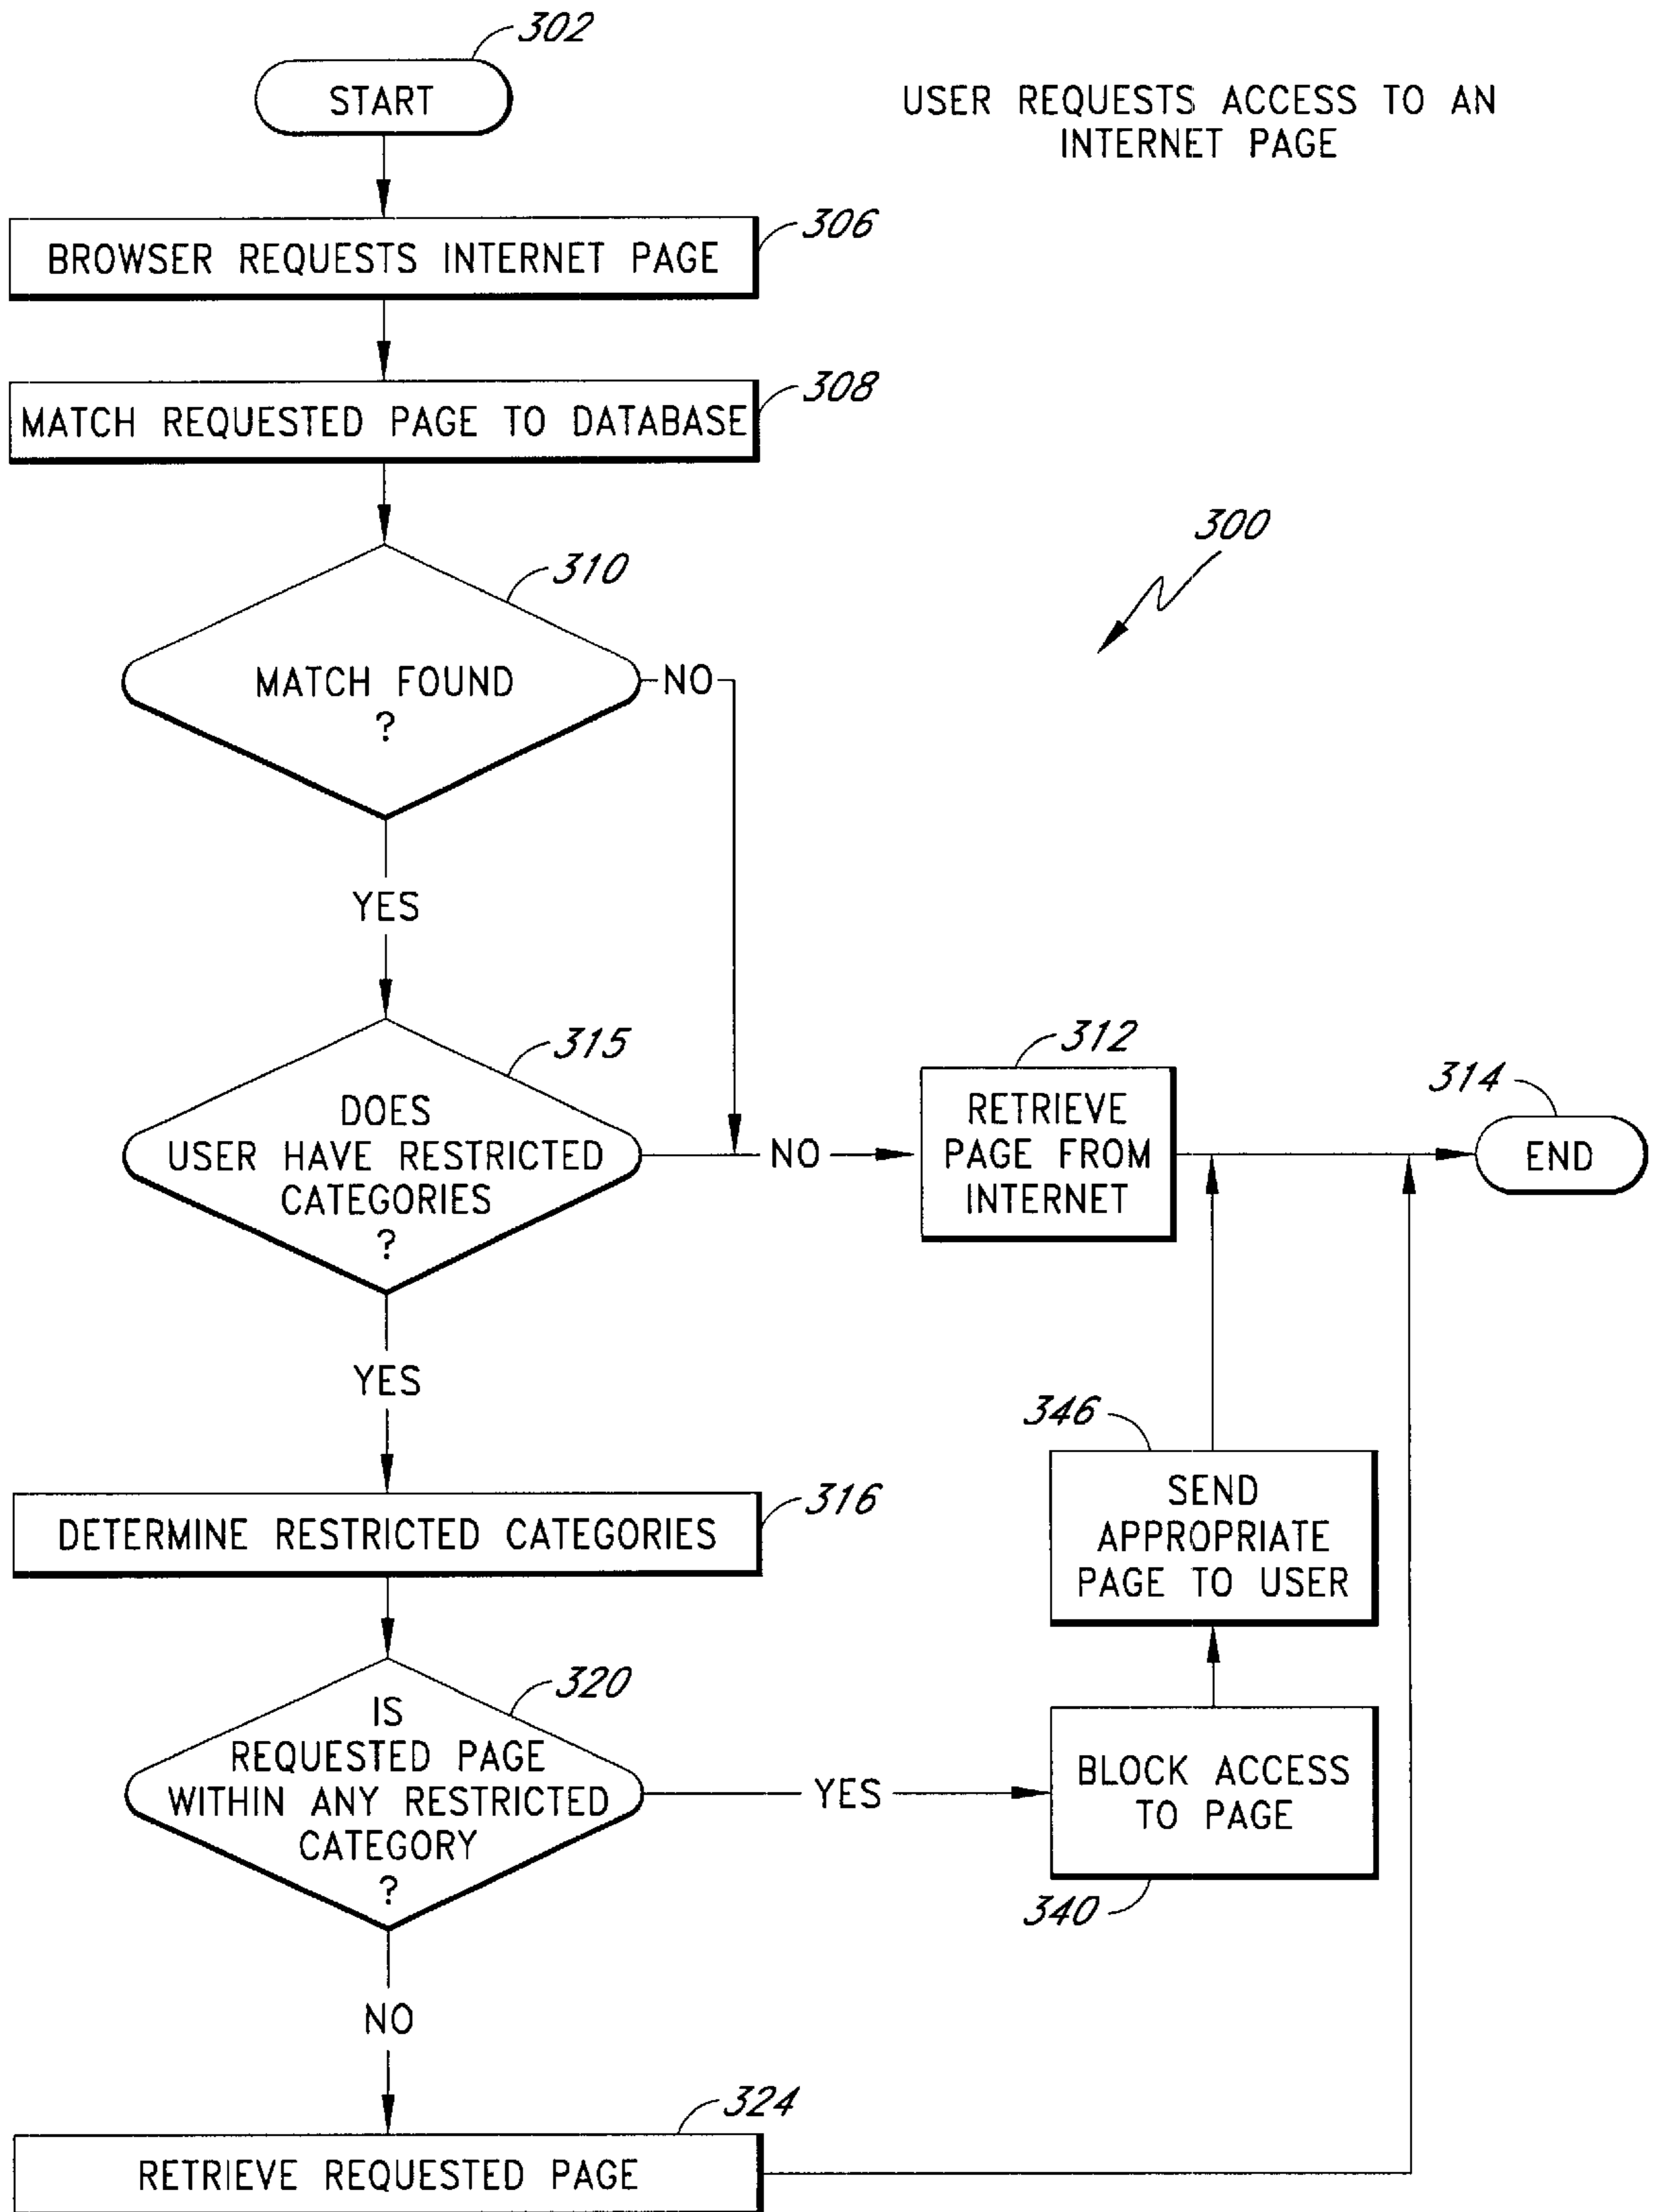 302
START
USER REQUESTS ACCESS TO AN
INTERNET PAGE
306
BROWSER REQUESTS INTERNET PAGE
308
MATCH REQUESTED PAGE TO DATABASE
300
310
MATCH FOUND
?
NO
YES
315
DOES
USER HAVE RESTRICTED
CATEGORIES
?
NO
312
RETRIEVE
PAGE FROM
INTERNET
314
END
YES
346
SEND
APPROPRIATE
PAGE TO USER
316
DETERMINE RESTRICTED CATEGORIES
320
IS
REQUESTED PAGE
WITHIN ANY RESTRICTED
CATEGORY
?
YES
BLOCK ACCESS
TO PAGE
340
NO
324
RETRIEVE REQUESTED PAGE